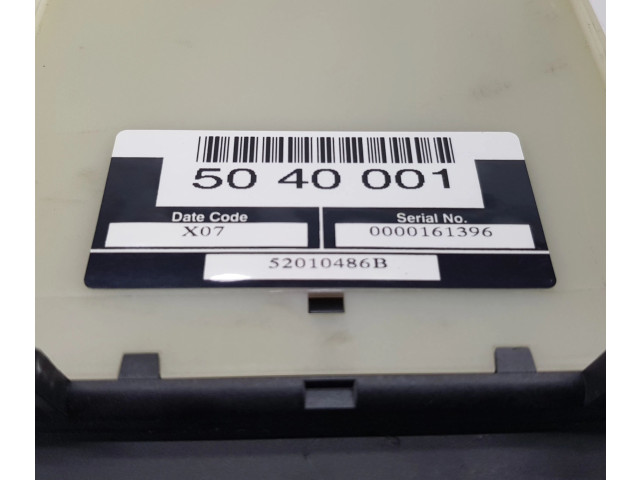 50 40 001
Date Code Serial No.
X07 0000161396
52010486B